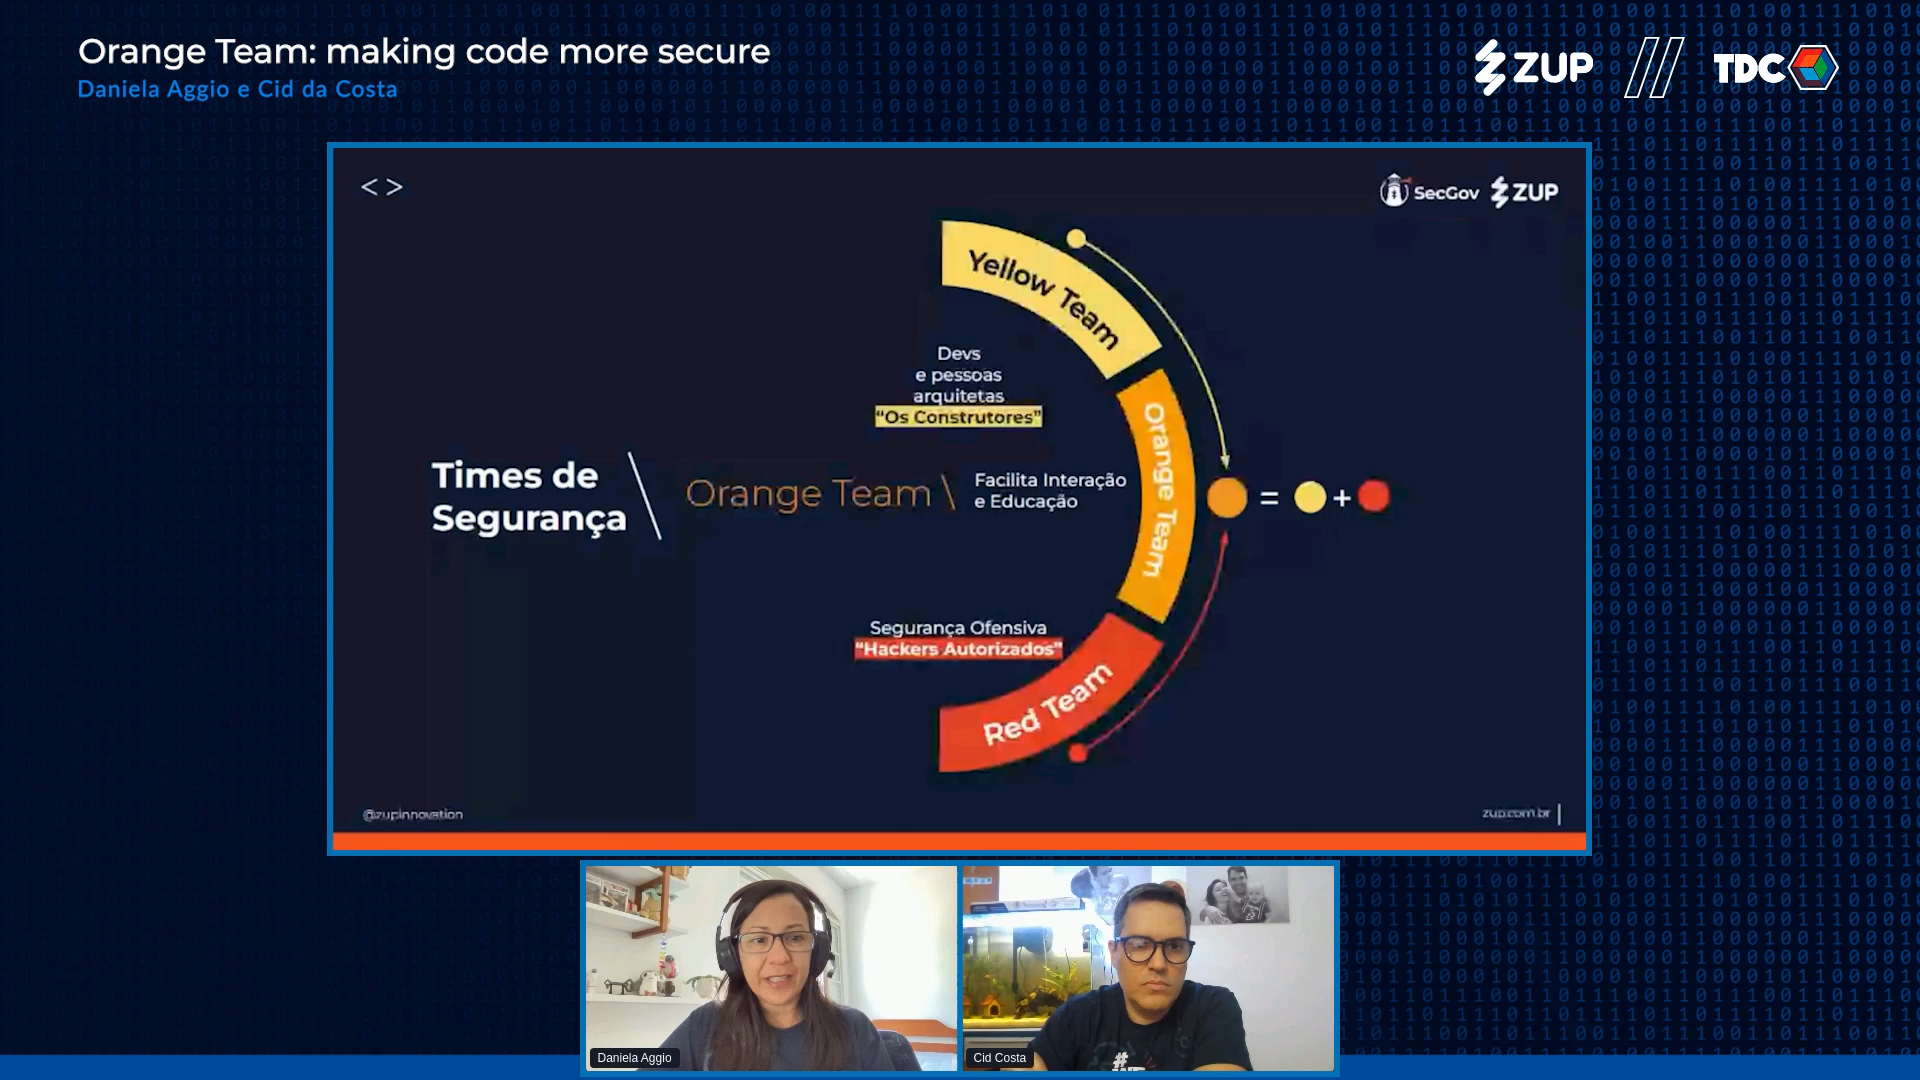 Orange Team: making code more secure
Daniela Aggio e Cid da Costa
ZUP
TDC
< >
SecGov
ZUP
Yellow Team
Devs
e pessoas
arquitetas
“Os Construtores”
Orange Team
Times de
Segurança
Orange Team \
Facilita Interação
e Educação
= +
Segurança Ofensiva
“Hackers Autorizados”
Red Team
@zupinnovation
zup.com.br
Daniela Aggio
Cid Costa